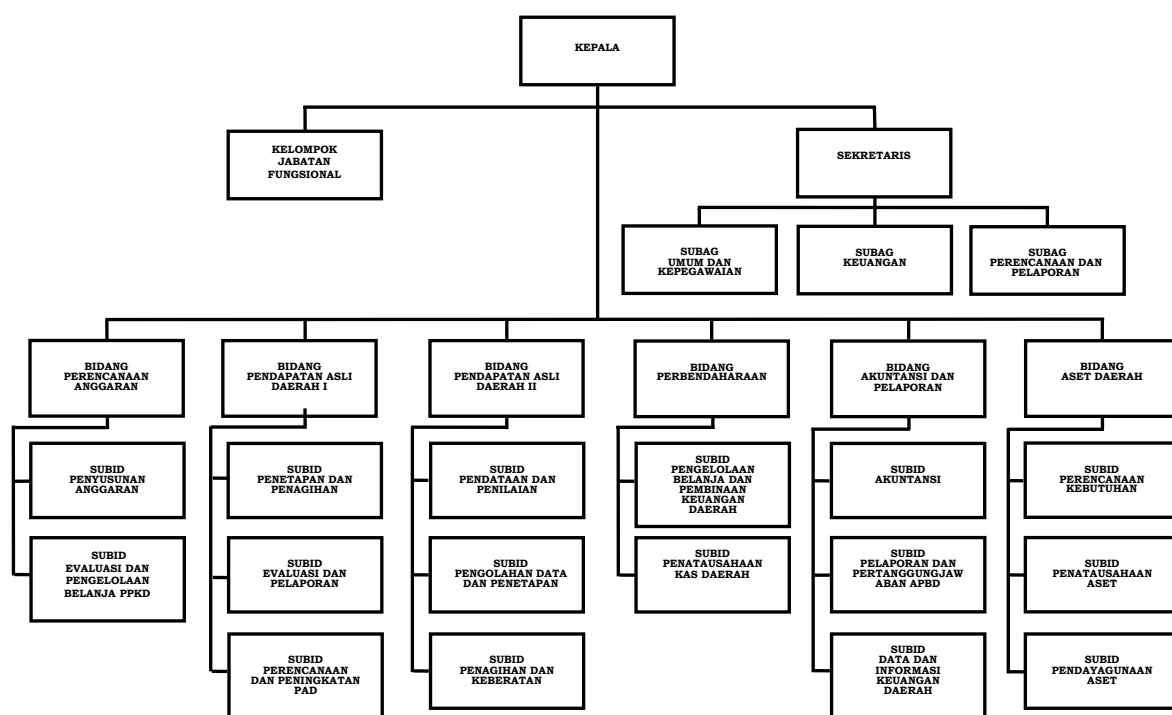 KEPALA
KELOMPOK
JABATAN
FUNGSIONAL
SEKRETARIS
SUBAG
UMUM DAN
KEPEGAWAIAN
SUBAG
KEUANGAN
SUBAG
PERENCANAAN DAN
PELAPORAN
BIDANG
PERENCANAAN
ANGGARAN
BIDANG
PENDAPATAN ASLI
DAERAH I
BIDANG
PENDAPATAN ASLI
DAERAH II
BIDANG
PERBENDAHARAAN
BIDANG
AKUNTANSI DAN
PELAPORAN
BIDANG
ASET DAERAH
SUBID
PENYUSUNAN
ANGGARAN
SUBID
PENETAPAN DAN
PENAGIHAN
SUBID
PENDATAAN DAN
PENILAIAN
SUBID
PENGELOLAAN
BELANJA DAN
PEMBINAAN
KEUANGAN
DAERAH
SUBID
AKUNTANSI
SUBID
PERENCANAAN
KEBUTUHAN
SUBID
EVALUASI DAN
PENGELOLAAN
BELANJA PPKD
SUBID
EVALUASI DAN
PELAPORAN
SUBID
PENGOLAHAN DATA
DAN PENETAPAN
SUBID
PENATAUSAHAAN
KAS DAERAH
SUBID
PELAPORAN DAN
PERTANGGUNGJAW
ABAN APBD
SUBID
PENATAUSAHAAN
ASET
SUBID
PERENCANAAN
DAN PENINGKATAN
PAD
SUBID
PENAGIHAN DAN
KEBERATAN
SUBID
DATA DAN
INFORMASI
KEUANGAN
DAERAH
SUBID
PENDAYAGUNAAN
ASET